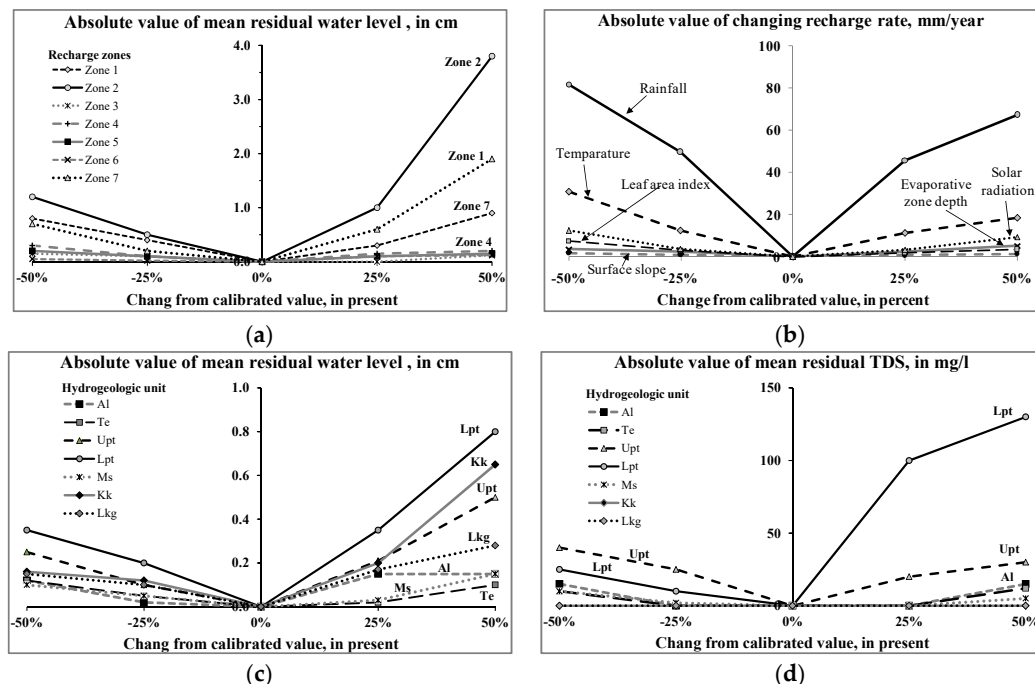 Absolute value of mean residual water level , in cm
4.0
3.0
2.0
1.0
0.0
Recharge zones
Zone 1
Zone 2
Zone 3
Zone 4
Zone 5
Zone 6
Zone 7
Zone 2
Zone 1
Zone 7
Zone 4
-50% -25% 0% 25% 50%
Chang from calibrated value, in present
(a)
Absolute value of changing recharge rate, mm/year
100
80
60
40
20
0
Rainfall
Temparature
Leaf area index
Surface slope
Evaporative
zone depth
Solar
radiation
-50% -25% 0% 25% 50%
Change from calibrated value, in percent
(b)
Absolute value of mean residual water level , in cm
1.0
0.8
0.6
0.4
0.2
0.0
Hydrogeologic unit
Al
Te
Upt
Lpt
Ms
Kk
Lkg
Lpt
Kk
Upt
Lkg
Al
Ms
Te
-50% -25% 0% 25% 50%
Change from calibrated value, in present
(c)
Absolute value of mean residual TDS, in mg/l
150
100
50
Hydrogeologic unit
Al
Te
Upt
Lpt
Ms
Kk
Lkg
Lpt
Upt
Lpt
Upt
Al
-50% -25% 0% 25% 50%
Change from calibrated value, in present
(d)